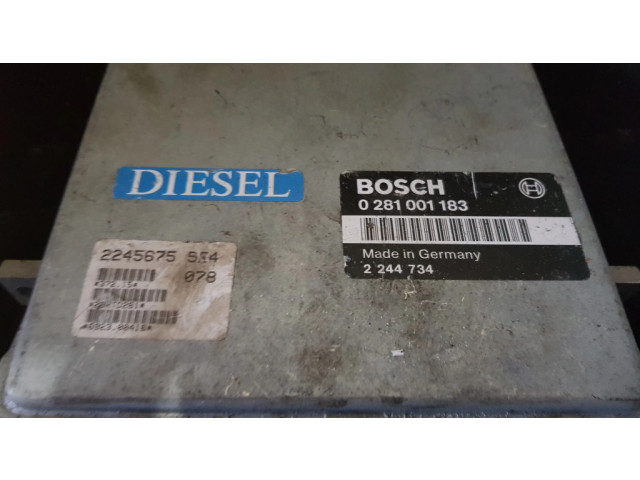 DIESEL
BOSCH
0 281 001 183
Made in Germany
2 244 734
2245675
078